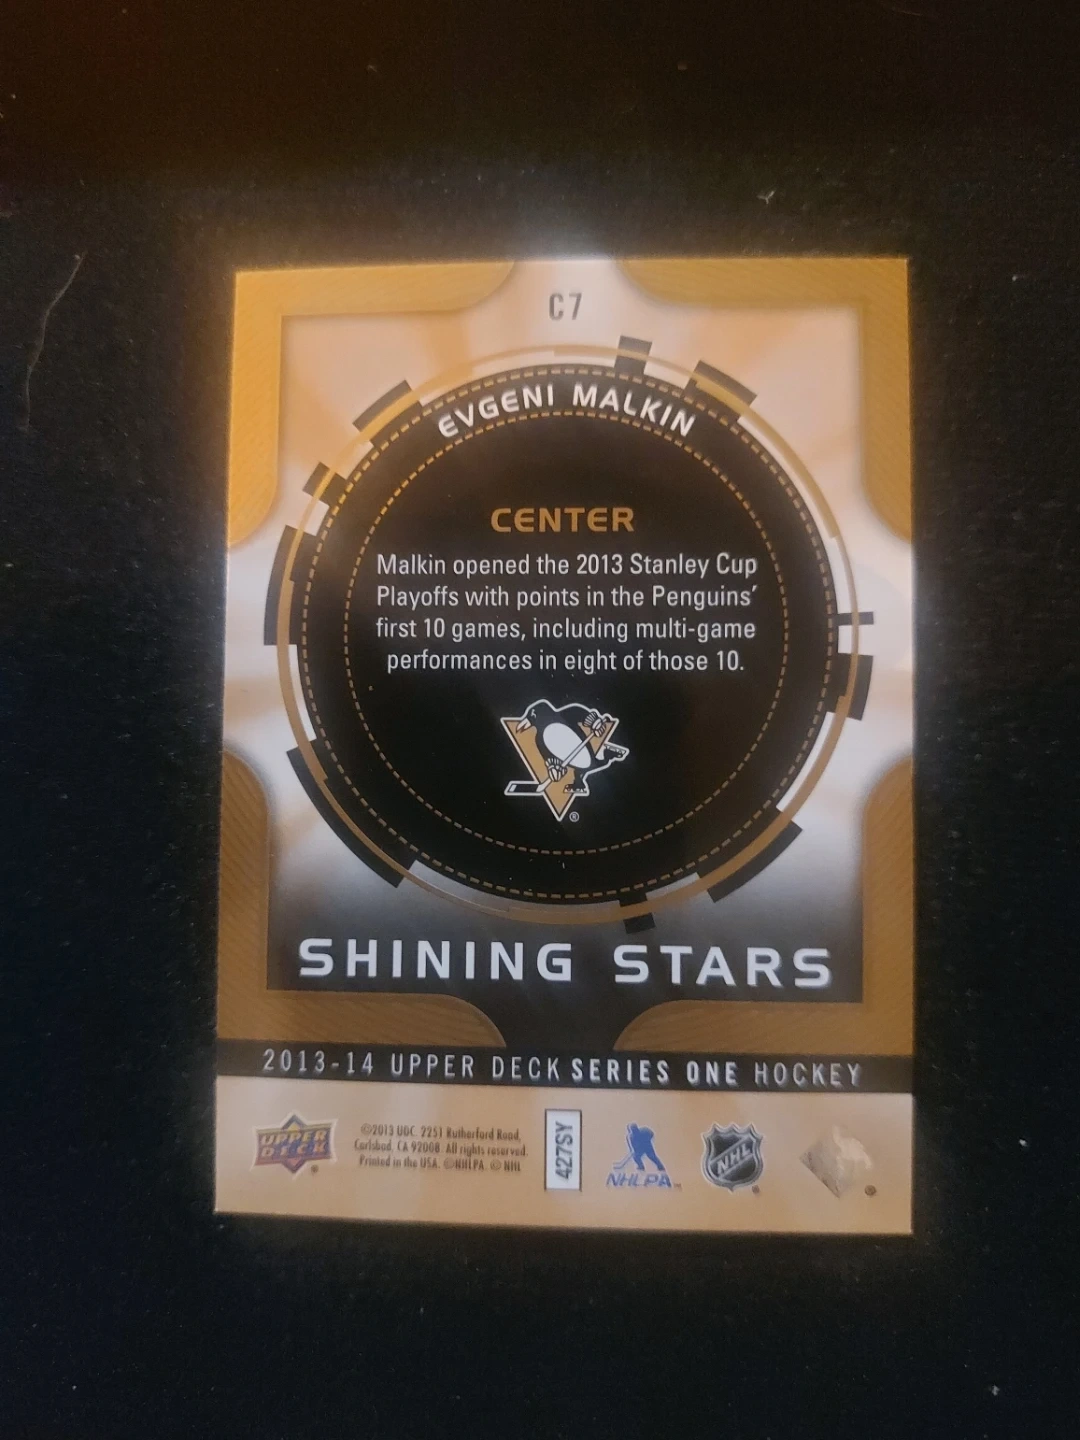 C7
EVGENI MALKIN
CENTER
Malkin opened the 2013 Stanley Cup
Playoffs with points in the Penguins'
first 10 games, including multi-game
performances in eight of those 10.
®
SHINING STARS
2013-14 UPPER DECK SERIES ONE HOCKEY
UPPER DECK ®
©2013 UDC. 2251 Rutherford Road,
Carlsbad, CA 92008. All rights reserved.
Printed in the USA. ©NHLPA. © NHL
427SY
NHLPA™
NHL ®
®